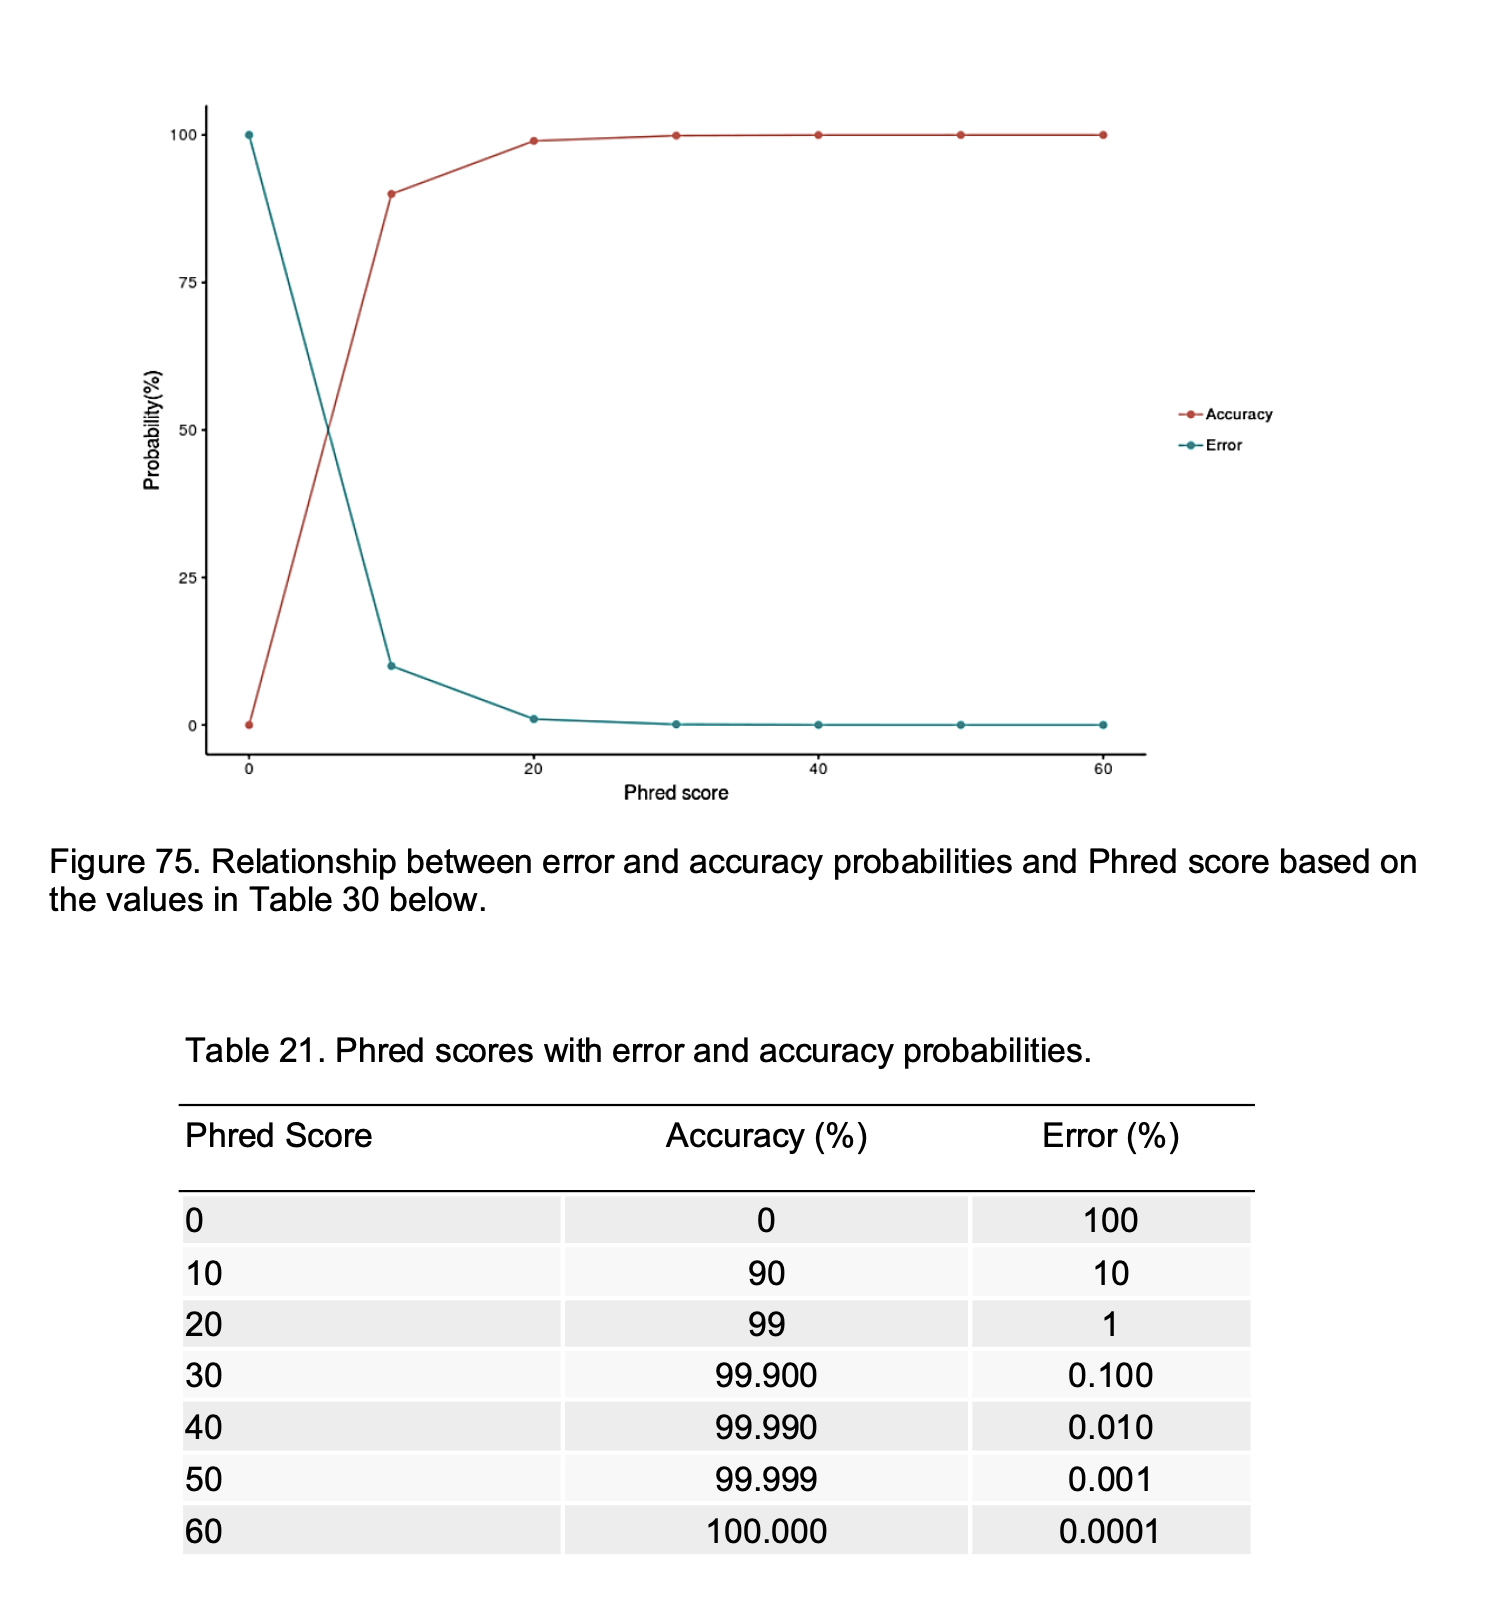 100
75
50
25
0
Probability(%)
0 20 40 60
Phred score
Accuracy
Error
Figure 75. Relationship between error and accuracy probabilities and Phred score based on
the values in Table 30 below.
Table 21. Phred scores with error and accuracy probabilities.
Phred Score Accuracy (%) Error (%)
0 0 100
10 90 10
20 99 1
30 99.900 0.100
40 99.990 0.010
50 99.999 0.001
60 100.000 0.0001